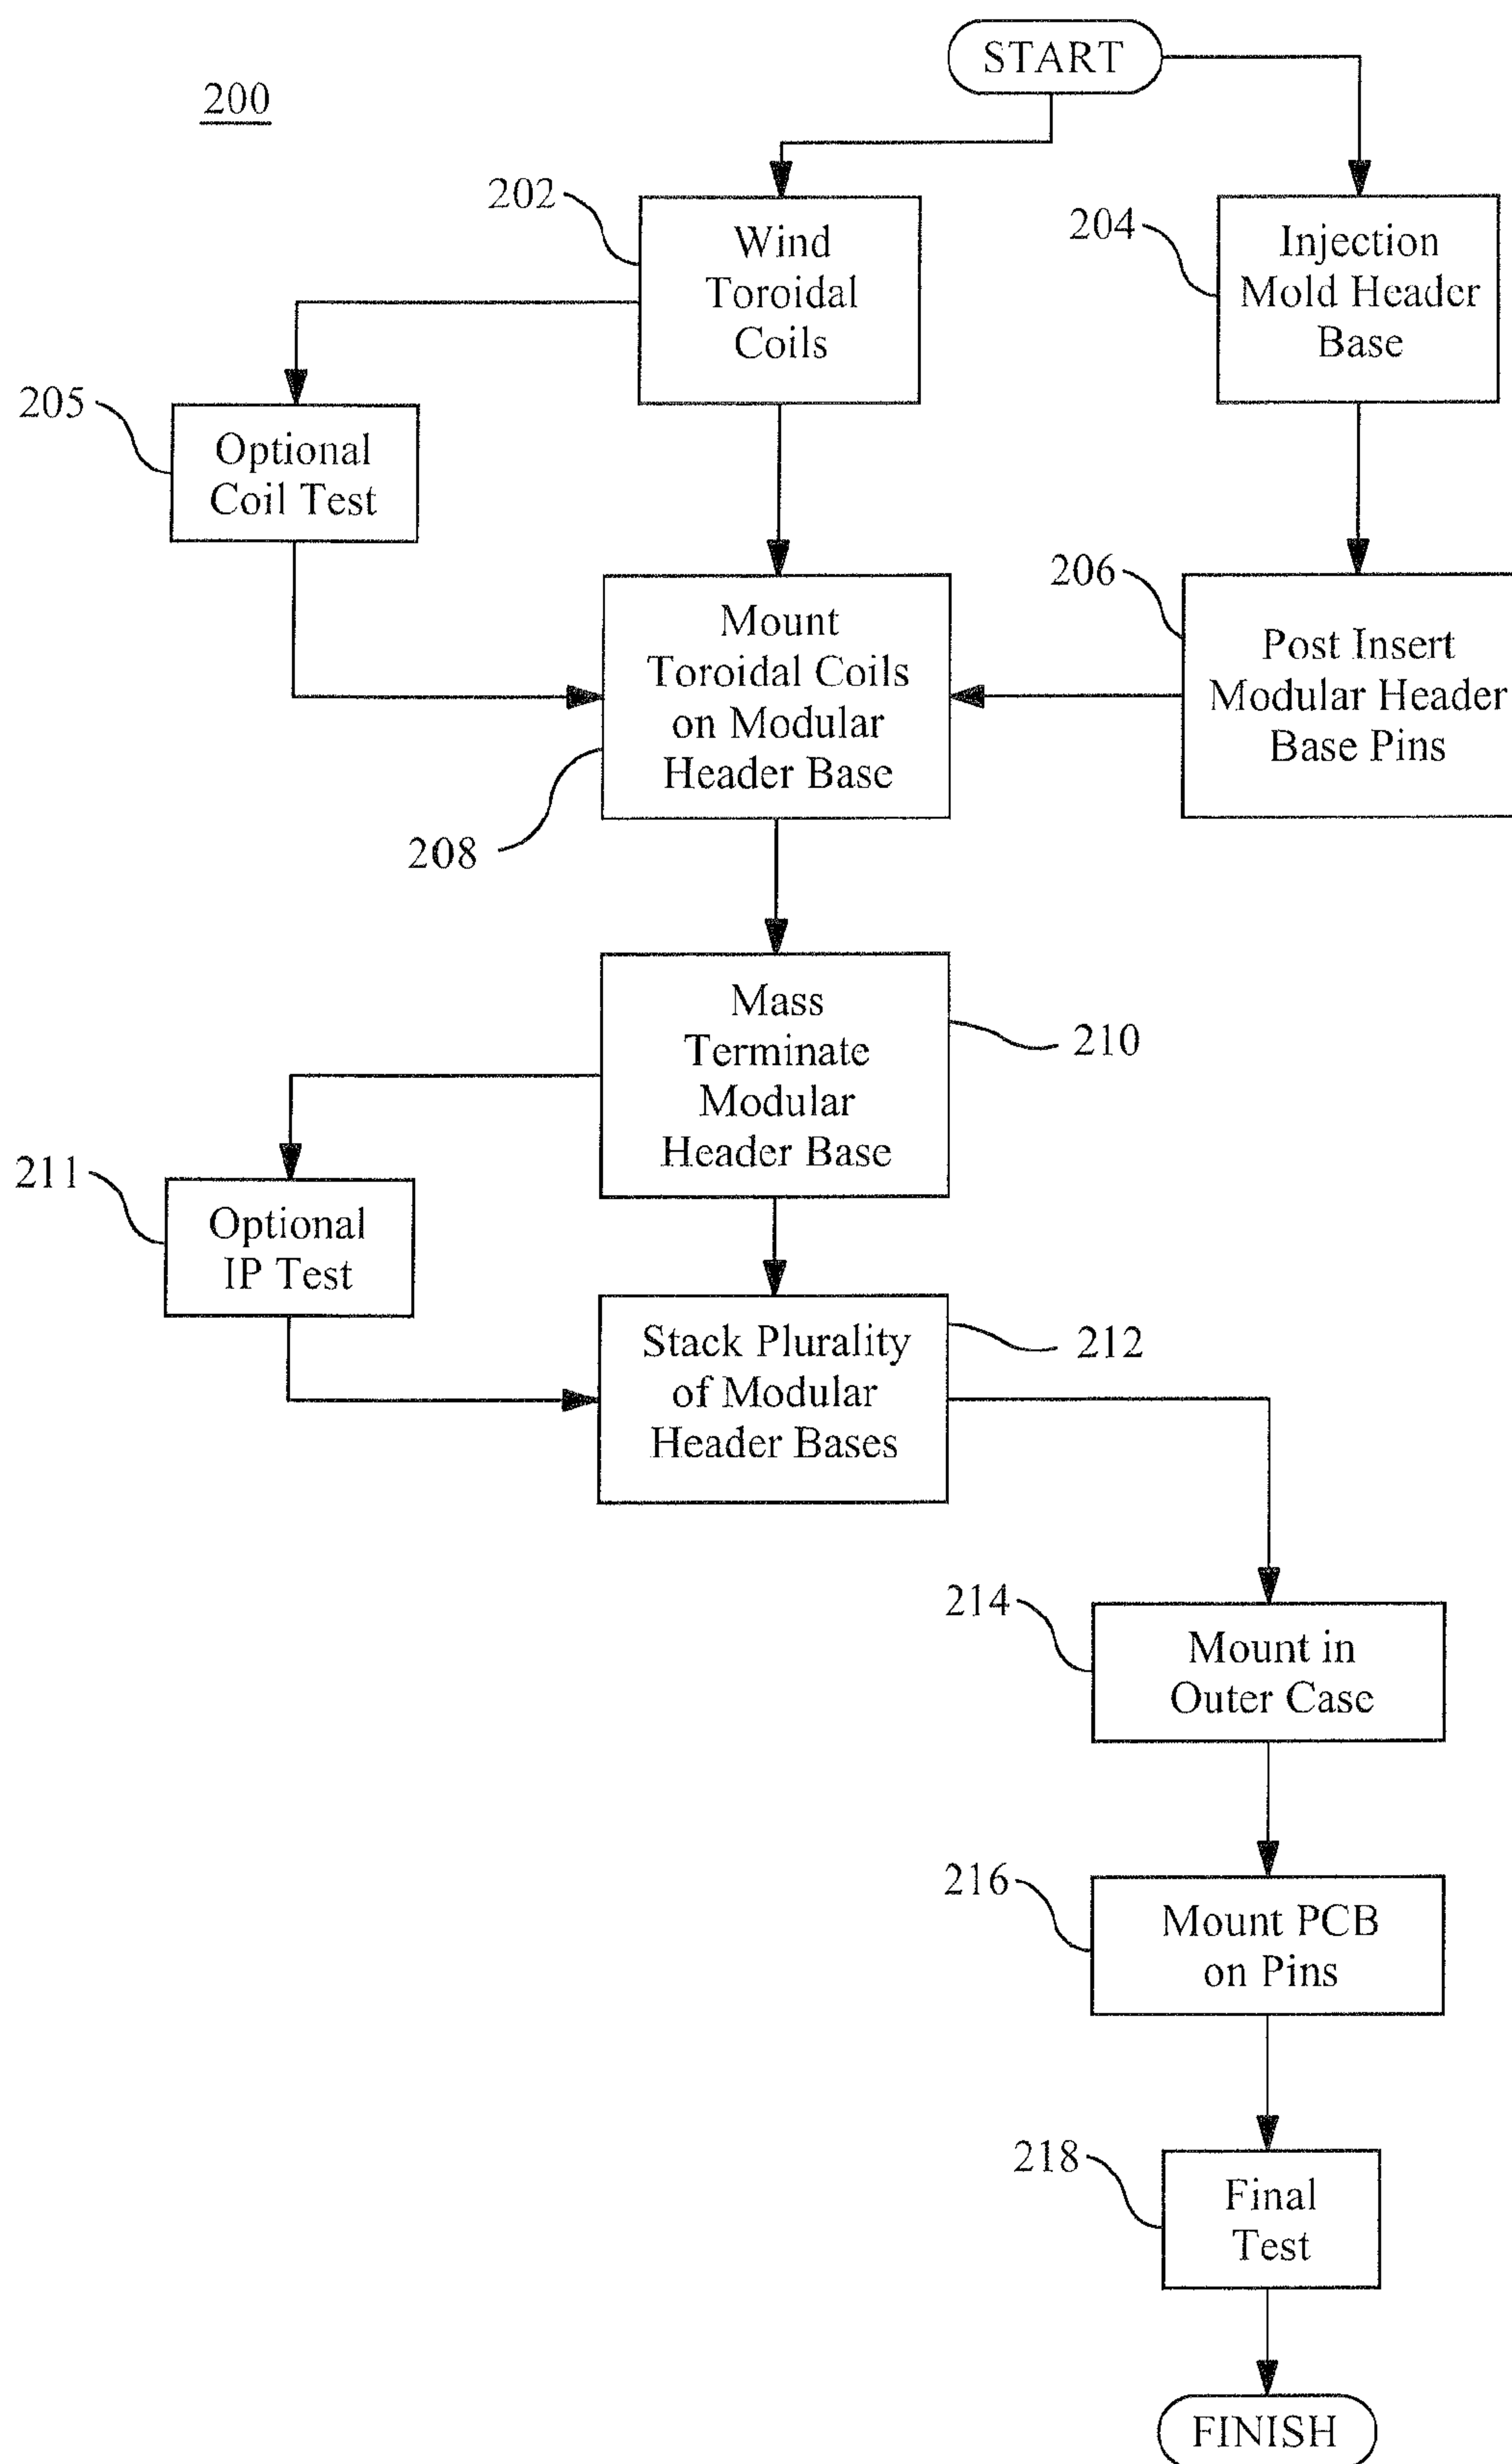 START
200
202
Wind
Toroidal
Coils
204
Injection
Mold Header
Base
205
Optional
Coil Test
206
Post Insert
Modular Header
Base Pins
Mount
Toroidal Coils
on Modular
Header Base
208
Mass
Terminate
Modular
Header Base
210
211
Optional
IP Test
Stack Plurality
of Modular
Header Bases
212
214
Mount in
Outer Case
216
Mount PCB
on Pins
218
Final
Test
FINISH